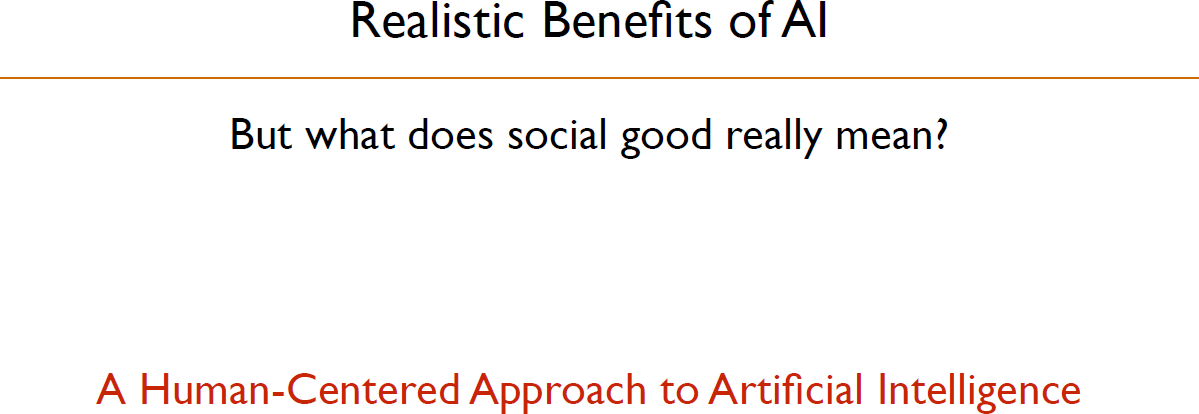 Realistic Benefits of AI
But what does social good really mean?
A Human-Centered Approach to Artificial Intelligence